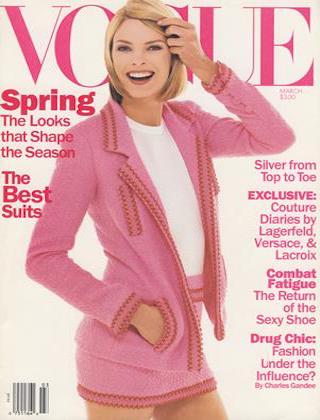 VOGUE
MARCH
$3.00
Spring
The Looks
that Shape
the Season
The
Best
Suits
Silver from
Top to Toe
EXCLUSIVE:
Couture
Diaries by
Lagerfeld,
Versace, &
Lacroix
Combat
Fatigue
The Return
of the
Sexy Shoe
Drug Chic:
Fashion
Under the
Influence?
By Charles Gandee
03